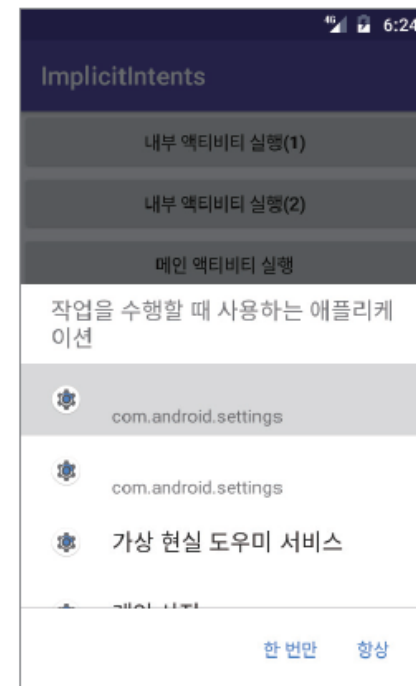 4G 6:24
ImplicitIntents
내부 액티비티 실행(1)
내부 액티비티 실행(2)
메인 액티비티 실행
작업을 수행할 때 사용하는 애플리케
이션
com.android.settings
com.android.settings
가상 현실 도우미 서비스
한 번만 항상